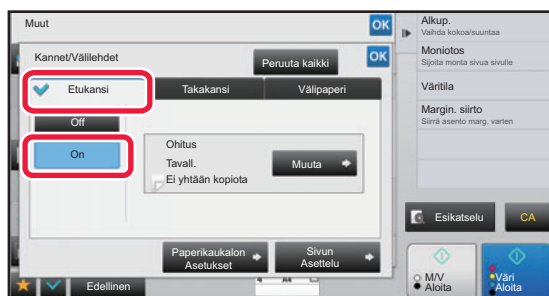 Muut
OK
Kannet/Välilehdet
Peruuta kaikki
OK
Etukansi
Takakansi
Välipaperi
Off
On
Ohitus
Tavall.
Ei yhtään kopiota
Muuta
Paperikaukalon
Asetukset
Sivun
Asettelu
Edellinen
A4
Alkup.
Vaihda kokoa/suuntaa
Moniotos
Sijoita monta sivua sivulle
Väritila
Margin. siirto
Siirrä asento marg. varten
Esikatselu
CA
M/V
Aloita
Väri
Aloita